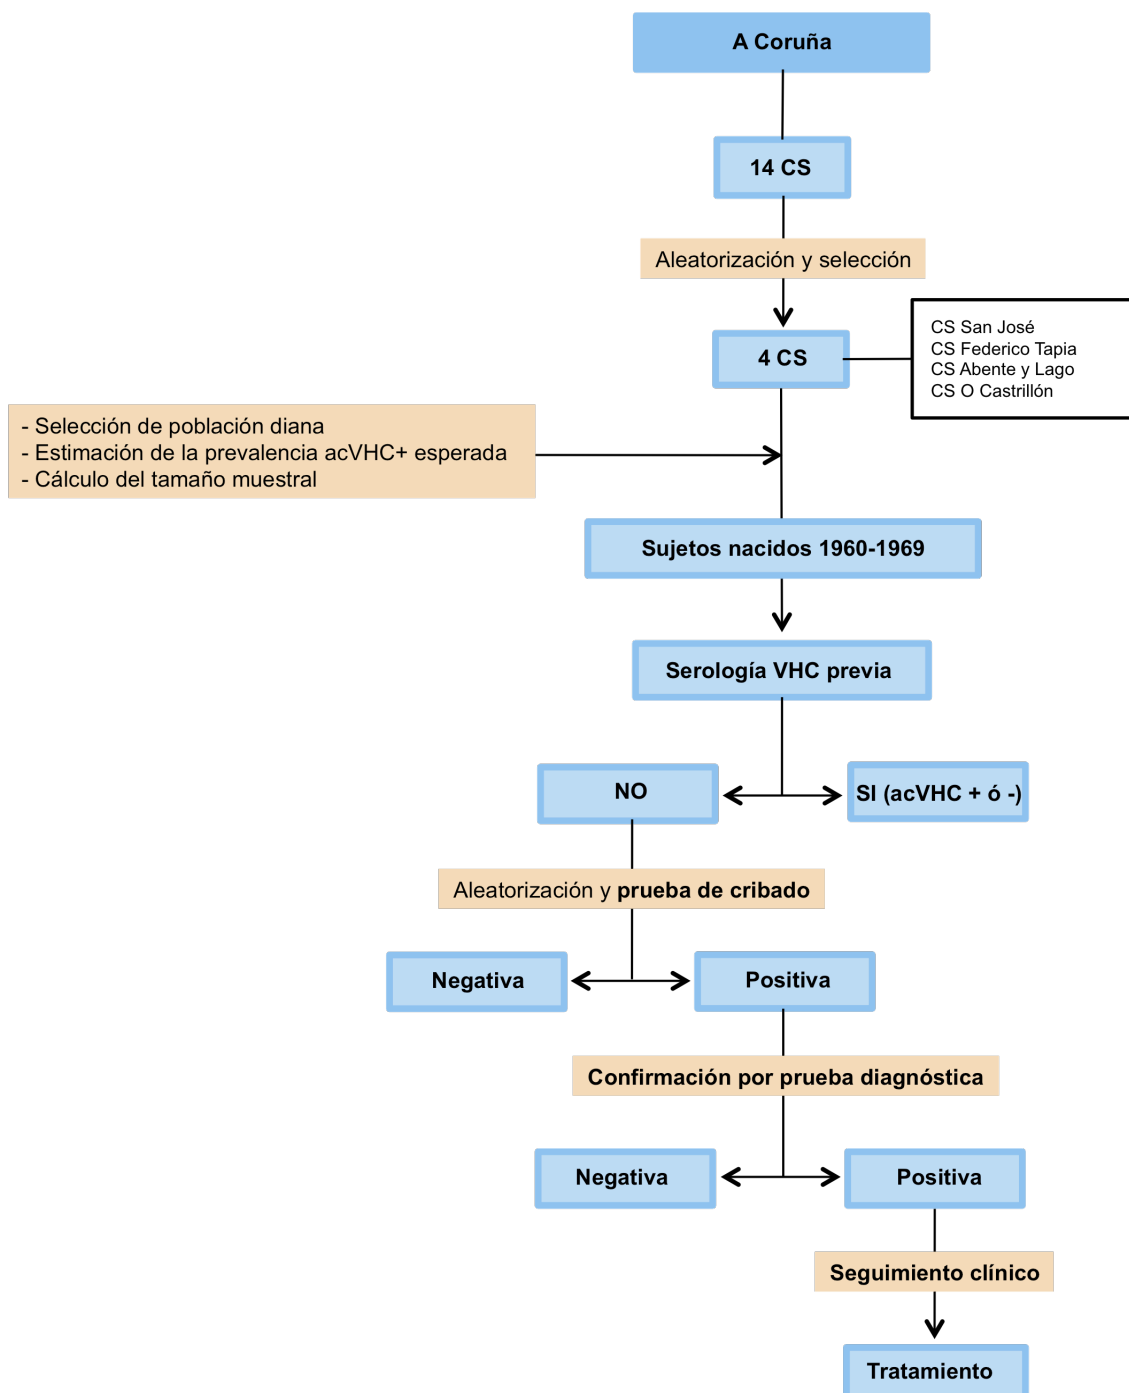 A Coruña
14 CS
Aleatorización y selección
4 CS
CS San José
CS Federico Tapia
CS Abente y Lago
CS O Castrillón
- Selección de población diana
- Estimación de la prevalencia acVHC+ esperada
- Cálculo del tamaño muestral
Sujetos nacidos 1960-1969
Serología VHC previa
NO
SI (acVHC + ó -)
Aleatorización y prueba de cribado
Negativa
Positiva
Confirmación por prueba diagnóstica
Negativa
Positiva
Seguimiento clínico
Tratamiento